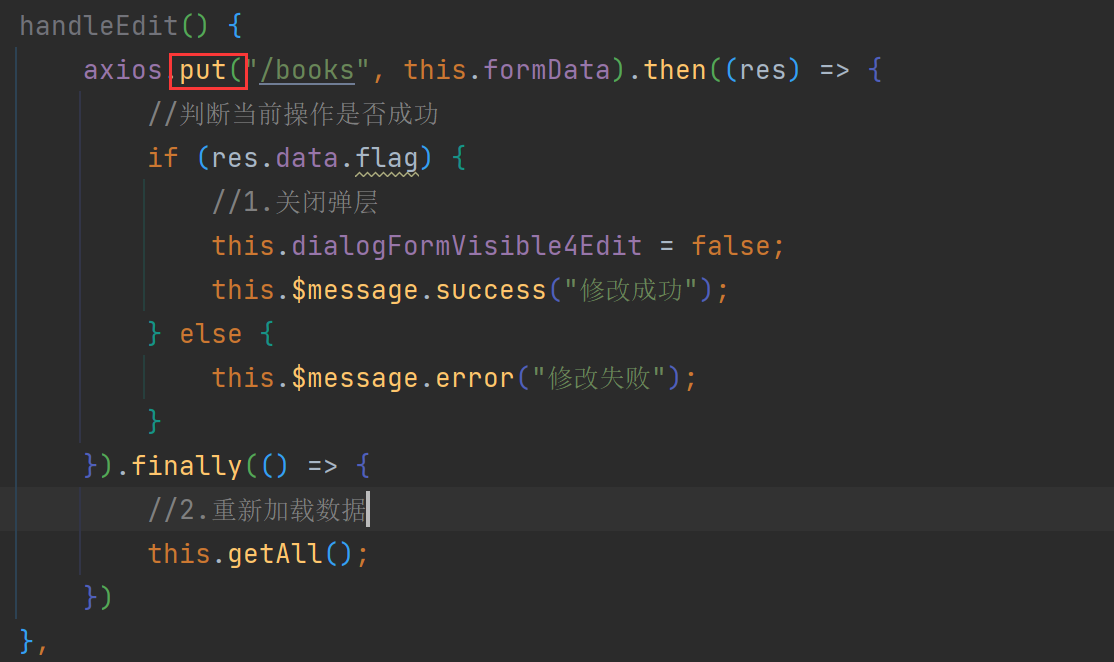 handleEdit() {
    axios.put("/books", this.formData).then((res) => {
        //判断当前操作是否成功
        if (res.data.flag) {
            //1.关闭弹层
            this.dialogFormVisible4Edit = false;
            this.$message.success("修改成功");
        } else {
            this.$message.error("修改失败");
        }
    }).finally(() => {
        //2.重新加载数据
        this.getAll();
    })
},